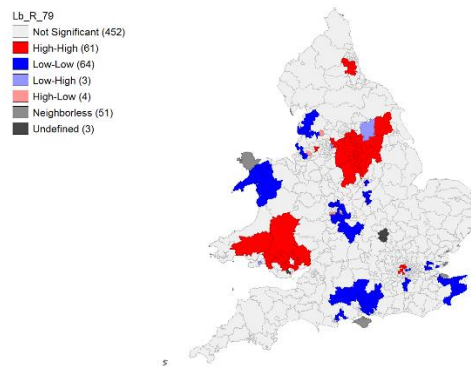 Lb_R_79
Not Significant (452)
High-High (61)
Low-Low (64)
Low-High (3)
High-Low (4)
Neighborless (51)
Undefined (3)